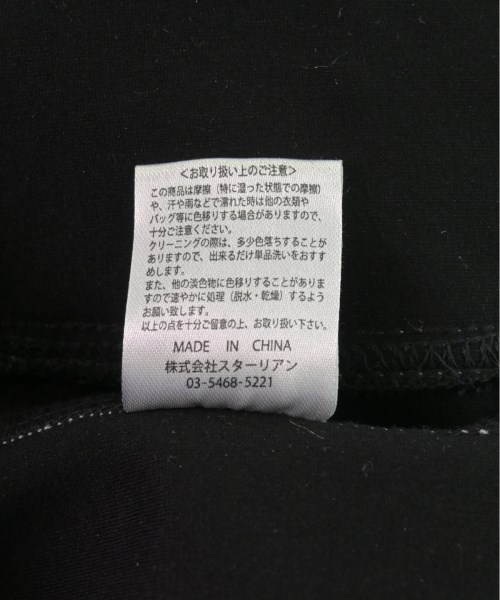 <お取り扱い上のご注意>
この商品は摩擦（特に湿った状態での摩擦）
や、汗や雨などで濡れた時は他の衣類や
バッグ等に色移りする場合がありますので、
十分ご注意ください。
クリーニングの際は、多少色落ちすることが
ありますので、出来るだけ単品洗いをおすす
めします。
また、他の淡色物に色移りすることがありま
すので速やかに処理（脱水・乾燥）するよう
お願い致します。
以上の点を十分ご留意の上、お取り扱い下さい。
MADE IN CHINA
株式会社スターリアン
03-5468-5221